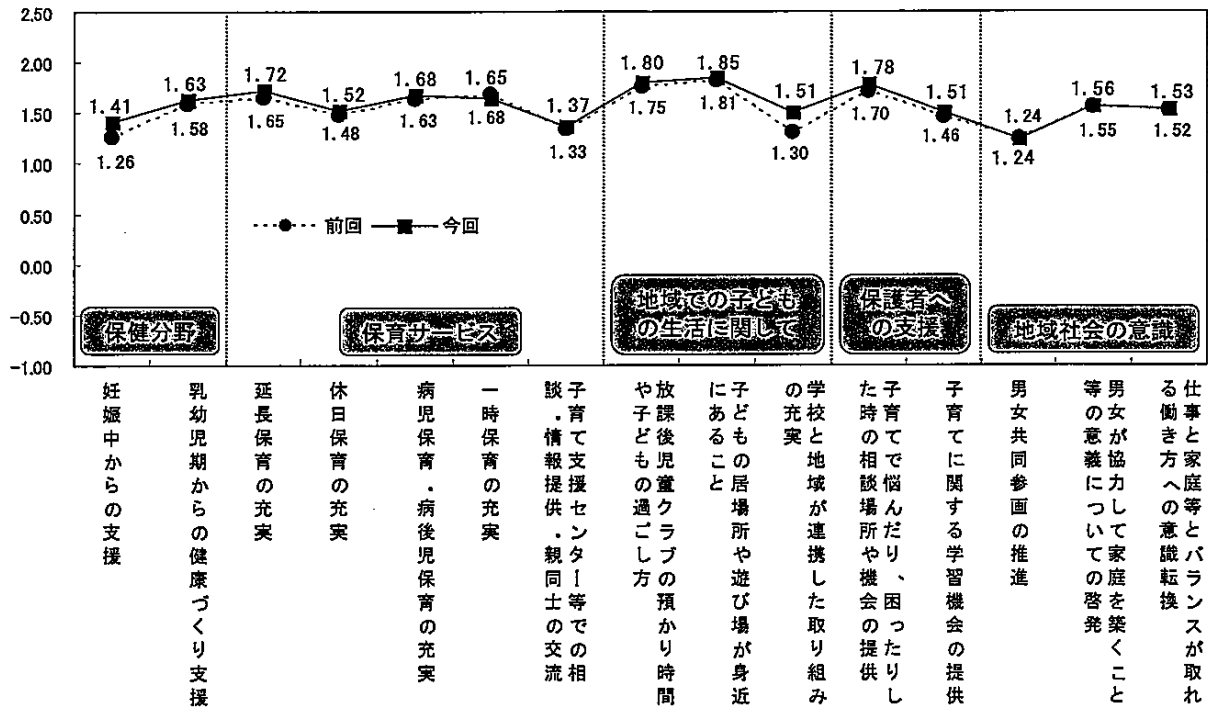 2.50
2.00
1.50
1.00
0.50
0.00
-0.50
-1.00
1.41
1.26
1.63
1.58
1.72
1.65
1.52
1.48
1.68
1.63
1.65
1.68
1.37
1.33
1.80
1.75
1.85
1.81
1.51
1.30
1.78
1.70
1.51
1.46
1.24
1.24
1.56
1.55
1.53
1.52
前回
今回
保健分野
保育サービス
地域での子ども
の生活に関して
保護者へ
の支援
地域社会の意識
妊娠中からの支援
乳幼児期からの健康づくり支援
延長保育の充実
休日保育の充実
病児保育・病後児保育の充実
一時保育の充実
子育て支援センター等での相
談・情報提供・親同士の交流
放課後児童クラブの預かり時間
や子どもの過ごし方
子どもの居場所や遊び場が身近
にあること
学校と地域が連携した取り組み
の充実
子育てで悩んだり、困ったりし
た時の相談場所や機会の提供
子育てに関する学習機会の提供
男女共同参画の推進
男女が協力して家庭を築くこと
等の意義についての啓発
仕事と家庭等とバランスが取れ
る働き方への意識転換